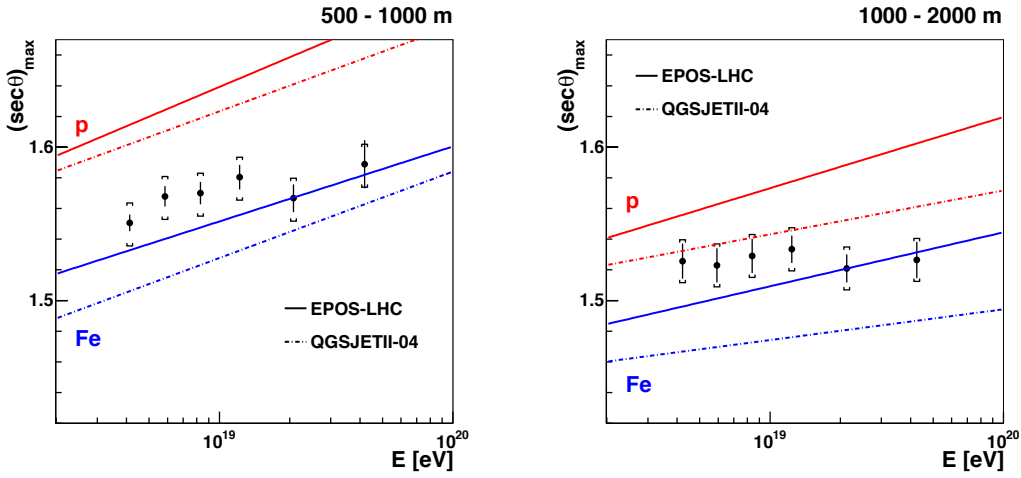 500 - 1000 m
(secθ)max
1.6
1.5
p
Fe
EPOS-LHC
QGSJETII-04
10^19
10^20
E [eV]
1000 - 2000 m
(secθ)max
1.6
1.5
EPOS-LHC
QGSJETII-04
p
Fe
10^19
10^20
E [eV]